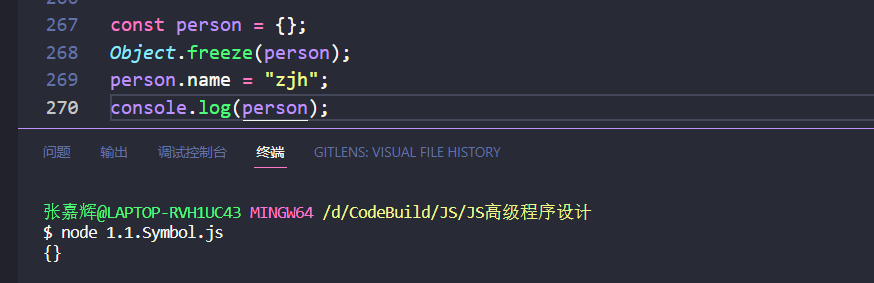 267 const person = {};
268 Object.freeze(person);
269 person.name = "zjh";
270 console.log(person);
问题 输出 调试控制台 终端 GITLENS: VISUAL FILE HISTORY
张嘉辉@LAPTOP-RVH1UC43 MINGW64 /d/CodeBuild/JS/JS高级程序设计
$ node 1.1.Symbol.js
{}